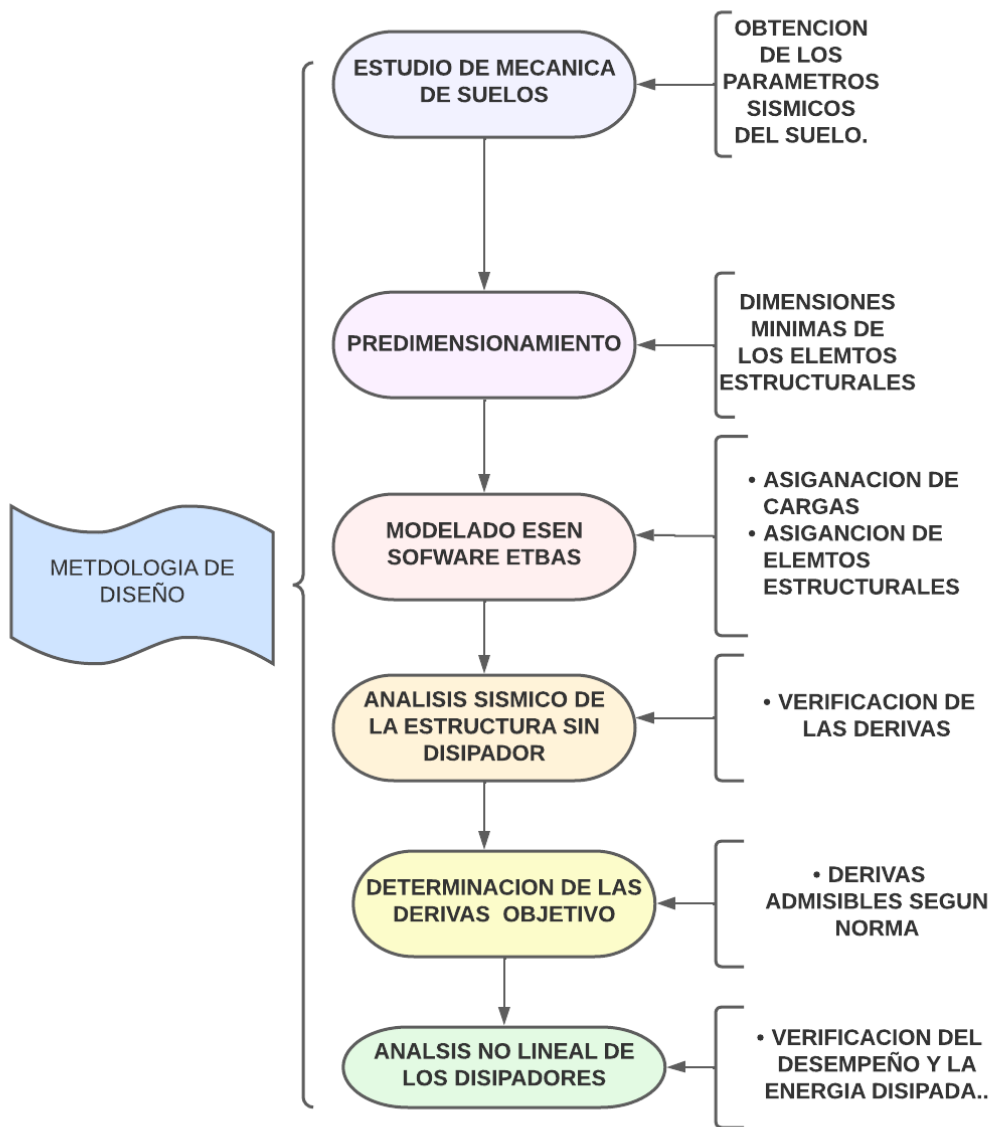 OBTENCION
DE LOS
PARAMETROS
SISMICOS
DEL SUELO.
ESTUDIO DE MECANICA
DE SUELOS
DIMENSIONES
MINIMAS DE
LOS ELEMTOS
ESTRUCTURALES
PREDIMENSIONAMIENTO
• ASIGANACION DE
CARGAS
• ASIGANCION DE
ELEMTOS
ESTRUCTURALES
MODELADO ESEN
SOFWARE ETBAS
METDOLOGIA DE
DISEÑO
ANALISIS SISMICO DE
LA ESTRUCTURA SIN
DISIPADOR
• VERIFICACION DE
LAS DERIVAS
DETERMINACION DE LAS
DERIVAS OBJETIVO
• DERIVAS
ADMISIBLES SEGUN
NORMA
ANALSIS NO LINEAL DE
LOS DISIPADORES
• VERIFICACION DEL
DESEMPEÑO Y LA
ENERGIA DISIPADA..